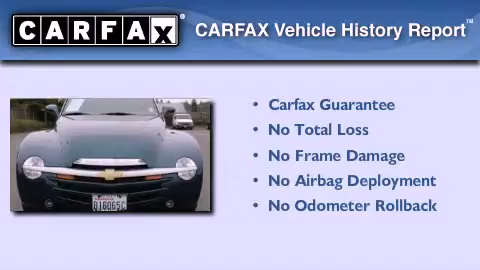 CARFAX®
CARFAX Vehicle History Report™
• Carfax Guarantee
• No Total Loss
• No Frame Damage
• No Airbag Deployment
• No Odometer Rollback